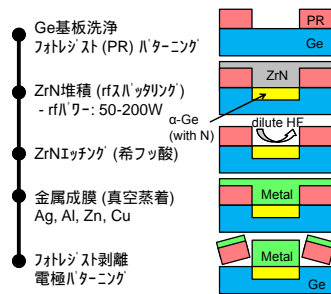 Ge基板洗浄
フォトレジスト (PR) パターニング
ZrN堆積 (rfスパッタリング)
- rfパワー: 50-200W
ZrNエッチング (希フッ酸)
金属成膜 (真空蒸着)
Ag, Al, Zn, Cu
フォトレジスト剥離
電極パターニング
PR
Ge
ZrN
α-Ge
(with N)
dilute HF
Metal
Metal
Ge